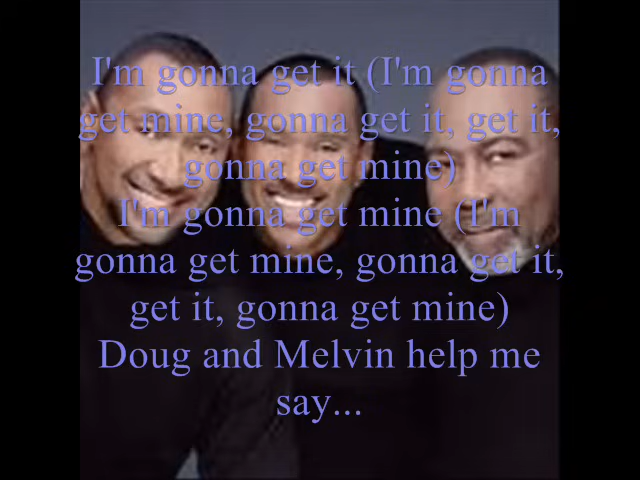 I'm gonna get it (I'm gonna
get mine, gonna get it, get it,
gonna get mine)
I'm gonna get mine (I'm
gonna get mine, gonna get it,
get it, gonna get mine)
Doug and Melvin help me
say...